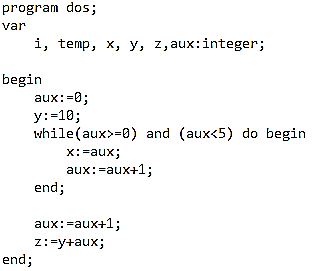 program dos;
var
    i, temp, x, y, z,aux:integer;

begin
    aux:=0;
    y:=10;
    while(aux>=0) and (aux<5) do begin
        x:=aux;
        aux:=aux+1;
    end;

    aux:=aux+1;
    z:=y+aux;
end;